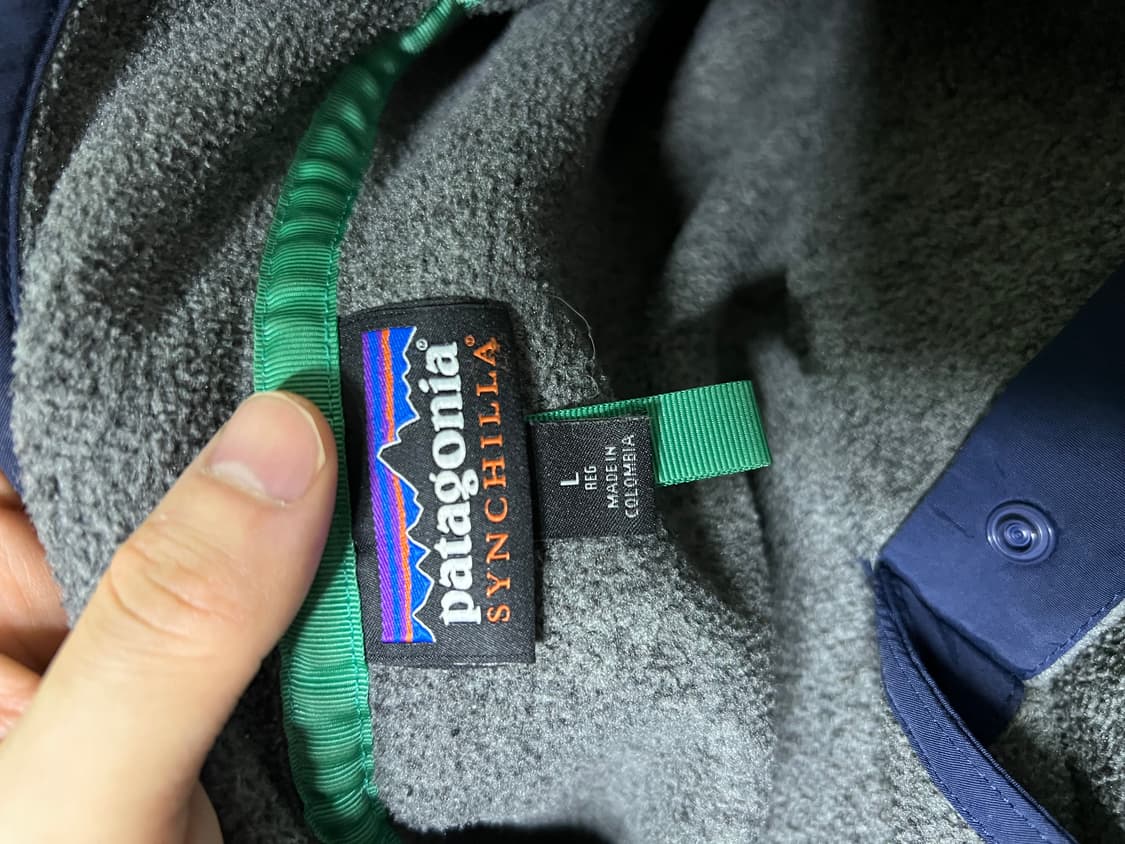 patagonia®
SYNCHILLA®
L
REG
MADE IN
COLOMBIA